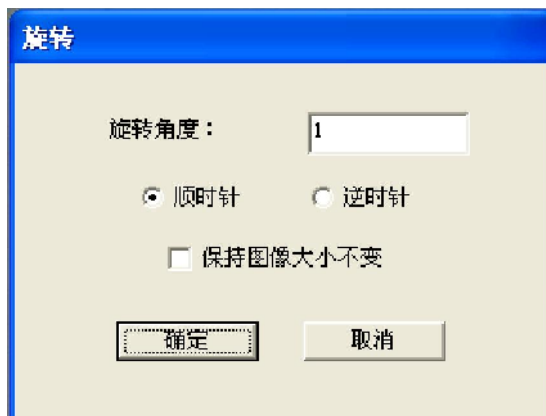 旋转
旋转角度： 1
顺时针 逆时针
保持图像大小不变
确定 取消